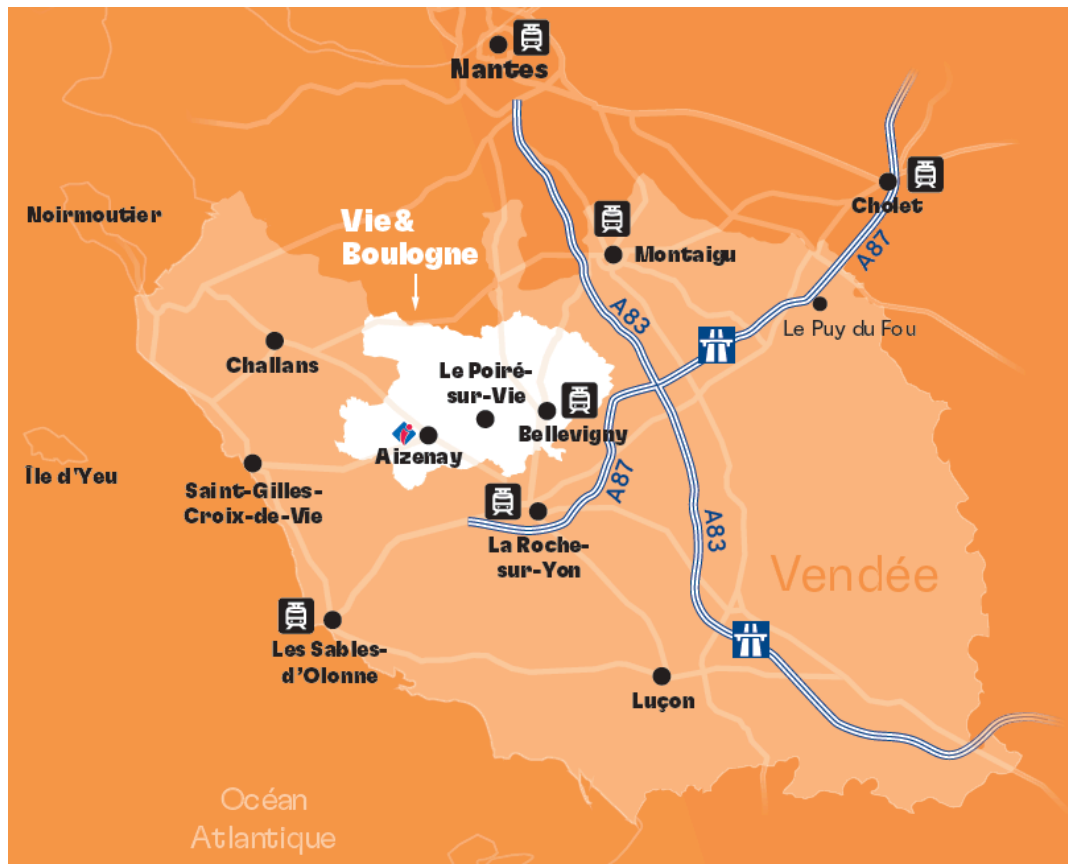 Nantes
Cholet
Noirmoutier
Vie &
Boulogne
Montaigu
A87
A83
Le Puy du Fou
Challans
Le Poiré-
sur-Vie
Bellevigny
Aizenay
Île d'Yeu
Saint-Gilles-
Croix-de-Vie
A87
La Roche-
sur-Yon
A83
Vendée
Les Sables-
d'Olonne
Luçon
Océan
Atlantique